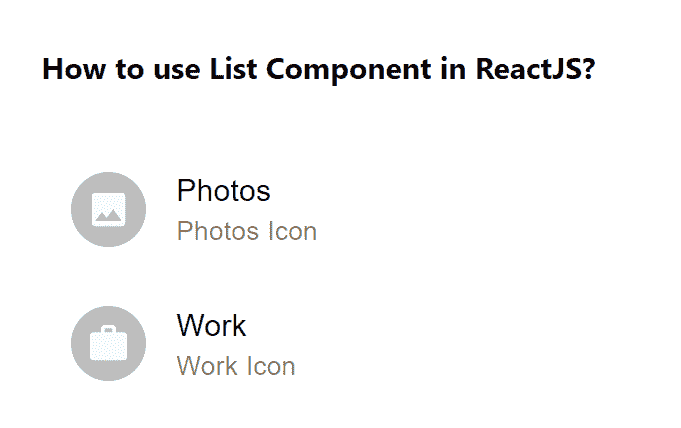 How to use List Component in ReactJS?
Photos
Photos Icon
Work
Work Icon